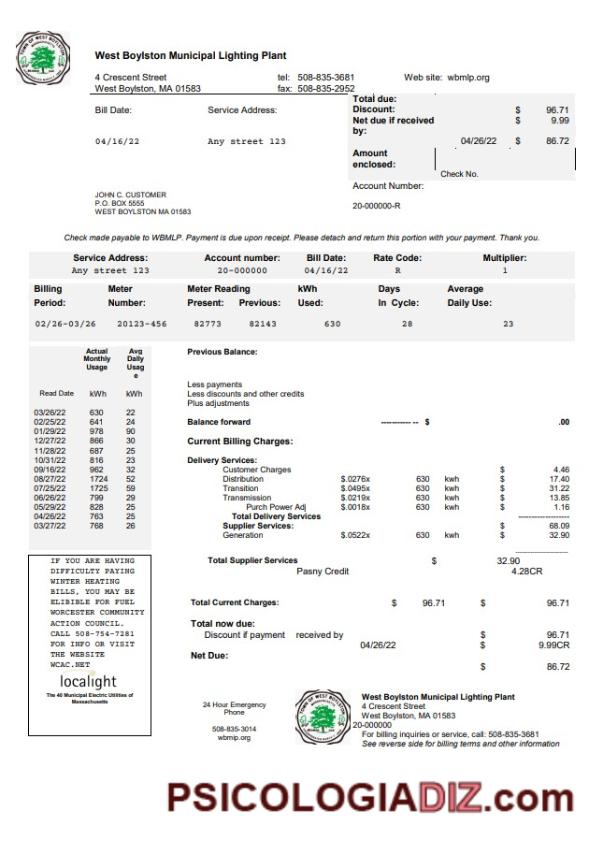 TOWN OF WEST BOYLSTON
West Boylston Municipal Lighting Plant
4 Crescent Street tel: 508-835-3681 Web site: wbmlp.org
West Boylston, MA 01583 fax: 508-835-2952
Bill Date: Service Address:
04/16/22 Any street 123
Total due:
Discount: $ 96.71
Net due if received $ 9.99
by:
04/26/22 $ 86.72
Amount
enclosed:
Check No.
Account Number:
20-000000-R
JOHN C. CUSTOMER
P.O. BOX 5555
WEST BOYLSTON MA 01583
Check made payable to WBMLP. Payment is due upon receipt. Please detach and return this portion with your payment. Thank you.
Service Address: Account number: Bill Date: Rate Code: Multiplier:
Any street 123 20-000000 04/16/22 R 1
Billing Meter Meter Reading kWh Days Average
Period: Number: Present: Previous: Used: In Cycle: Daily Use:
02/26-03/26 20123-456 82773 82143 630 28 23
Actual Avg
Monthly Daily
Usage Usag
e
Read Date kWh kWh
03/26/22 630 22
02/25/22 641 24
01/29/22 978 90
12/27/22 866 30
11/28/22 687 25
10/31/22 816 23
09/16/22 962 32
08/27/22 1724 52
07/25/22 1725 59
06/26/22 799 29
05/29/22 828 25
04/26/22 763 25
03/27/22 768 26
Previous Balance:
Less payments
Less discounts and other credits
Plus adjustments
Balance forward ----------- -- $ .00
Current Billing Charges:
Delivery Services:
Customer Charges $ 4.46
Distribution $.0276x 630 kwh $ 17.40
Transition $.0495x 630 kwh $ 31.22
Transmission $.0219x 630 kwh $ 13.85
Purch Power Adj $.0018x 630 kwh $ 1.16
Total Delivery Services -------------------
Supplier Services: $ 68.09
Generation $.0522x 630 kwh $ 32.90
-------------------
Total Supplier Services $ 32.90
Pasny Credit 4.28CR
Total Current Charges: $ 96.71 $ 96.71
Total now due:
Discount if payment received by $ 96.71
04/26/22 $ 9.99CR
Net Due:
$ 86.72
IF YOU ARE HAVING
DIFFICULTY PAYING
WINTER HEATING
BILLS, YOU MAY BE
ELIBIBLE FOR FUEL
WORCESTER COMMUNITY
ACTION COUNCIL.
CALL 508-754-7281
FOR INFO OR VISIT
THE WEBSITE
WCAC.NET
localight
The 40 Municipal Electric Utilities of
Massachusetts
24 Hour Emergency
Phone
508-835-3014
wbmlp.org
TOWN OF WEST BOYLSTON
West Boylston Municipal Lighting Plant
4 Crescent Street
West Boylston, MA 01583
20-000000
For billing inquiries or service, call: 508-835-3681
See reverse side for billing terms and other information
PSICOLOGIADIZ.com